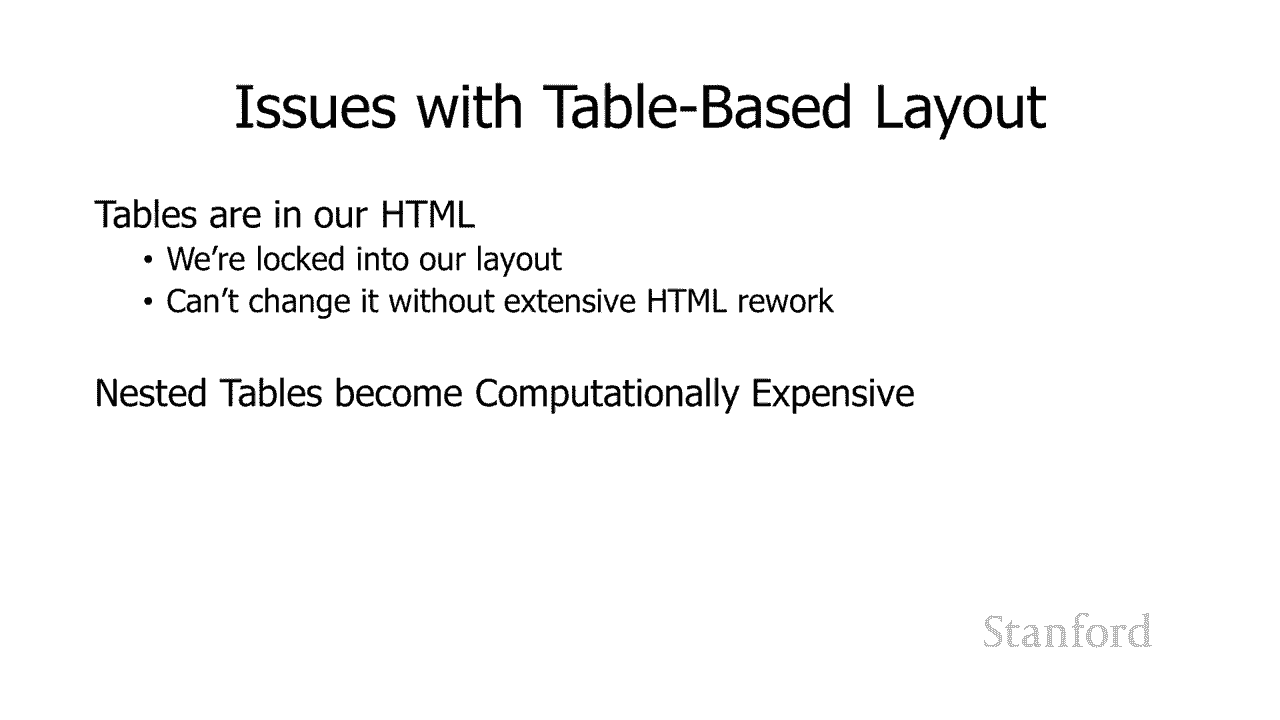 Issues with Table-Based Layout
Tables are in our HTML
• We’re locked into our layout
• Can’t change it without extensive HTML rework
Nested Tables become Computationally Expensive
Stanford